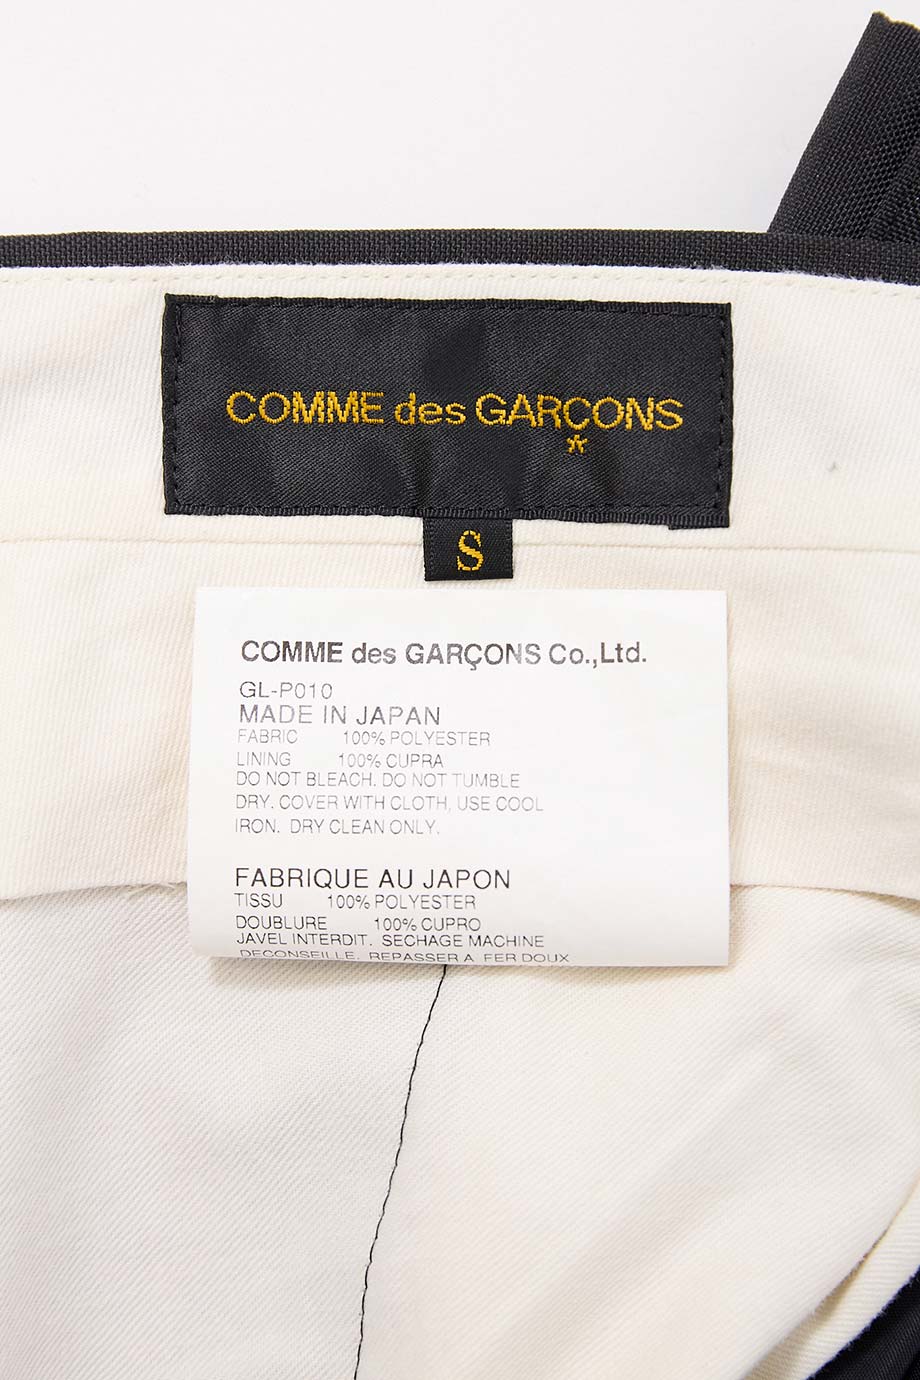 COMME des GARÇONS
*
S
COMME des GARÇONS Co.,Ltd.
GL-P010
MADE IN JAPAN
FABRIC 100% POLYESTER
LINING 100% CUPRA
DO NOT BLEACH. DO NOT TUMBLE
DRY. COVER WITH CLOTH, USE COOL
IRON. DRY CLEAN ONLY.
FABRIQUE AU JAPON
TISSU 100% POLYESTER
DOUBLURE 100% CUPRO
JAVEL INTERDIT. SECHAGE MACHINE
DECONSEILLE. REPASSER A FER DOUX